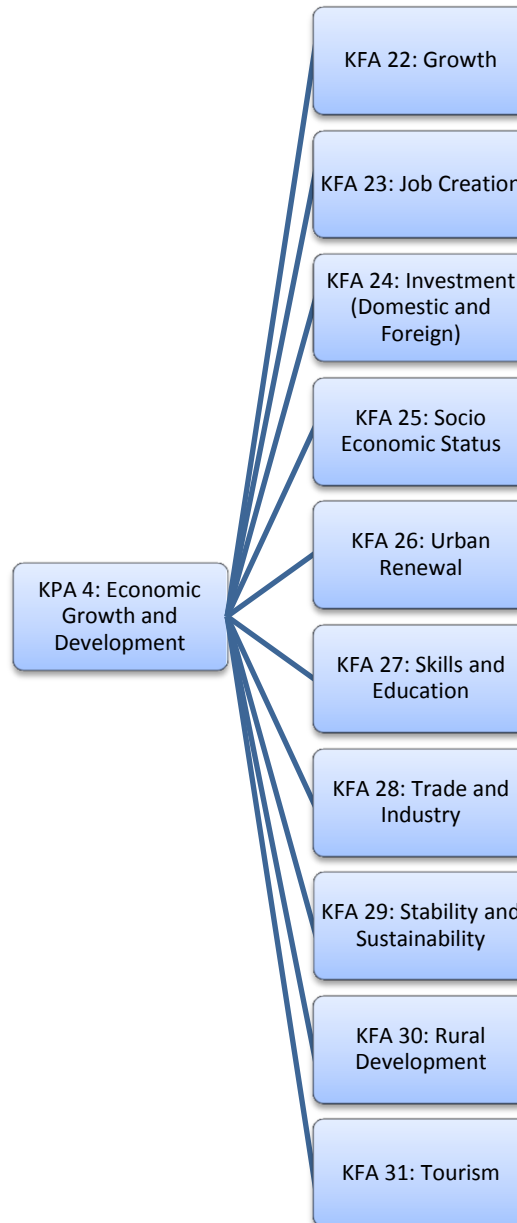 KFA 22: Growth
KFA 23: Job Creation
KFA 24: Investment
(Domestic and
Foreign)
KFA 25: Socio
Economic Status
KFA 26: Urban
Renewal
KPA 4: Economic
Growth and
Development
KFA 27: Skills and
Education
KFA 28: Trade and
Industry
KFA 29: Stability and
Sustainability
KFA 30: Rural
Development
KFA 31: Tourism